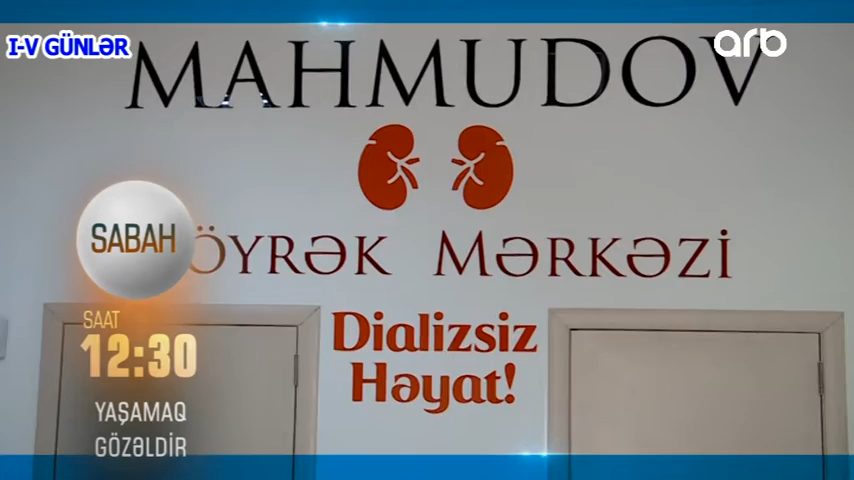 I-V GÜNLƏR
arb
MAHMUDOV
ÖYRƏK MƏRKƏZİ
Dializsiz
Həyat!
SABAH
SAAT
12:30
YAŞAMAQ
GÖZƏLDİR